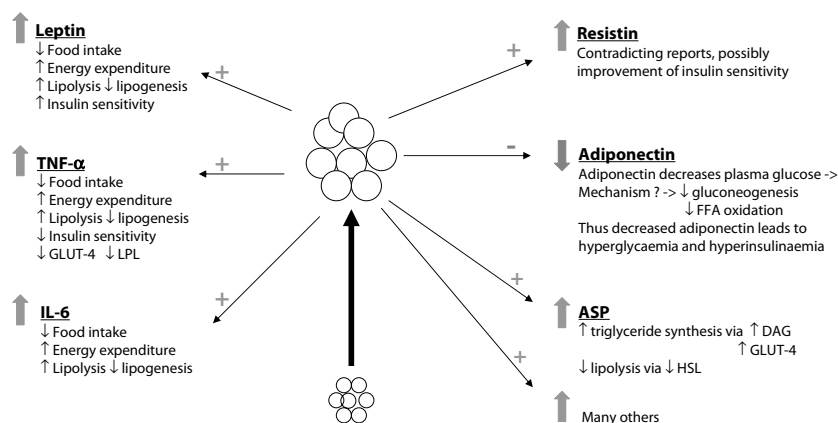 Leptin
↓ Food intake
↑ Energy expenditure
↑ Lipolysis ↓ lipogenesis
↑ Insulin sensitivity
+
TNF-α
↓ Food intake
↑ Energy expenditure
↑ Lipolysis ↓ lipogenesis
↓ Insulin sensitivity
↓ GLUT-4 ↓ LPL
+
IL-6
↓ Food intake
↑ Energy expenditure
↑ Lipolysis ↓ lipogenesis
+
Resistin
Contradicting reports, possibly
improvement of insulin sensitivity
+
Adiponectin
Adiponectin decreases plasma glucose ->
Mechanism ? -> ↓ gluconeogenesis
↓ FFA oxidation
Thus decreased adiponectin leads to
hyperglycaemia and hyperinsulinaemia
-
ASP
↑ triglyceride synthesis via ↑ DAG
↑ GLUT-4
↓ lipolysis via ↓ HSL
+
Many others
+